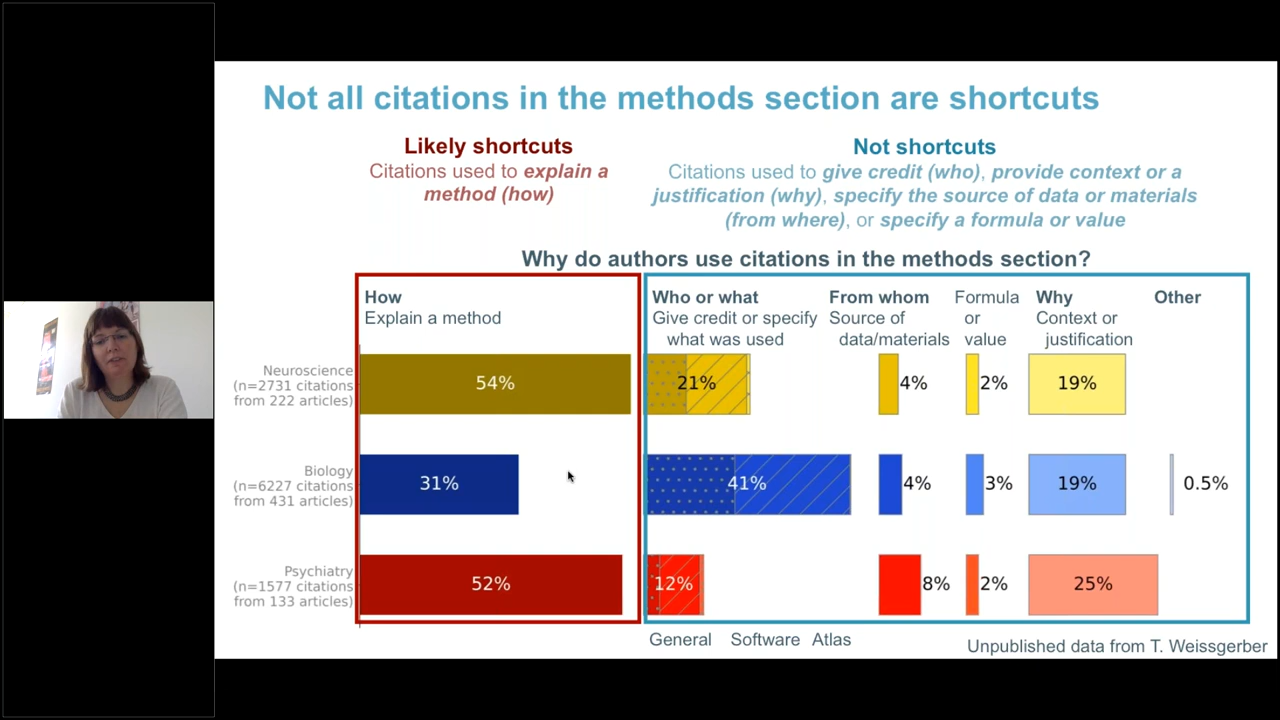 Not all citations in the methods section are shortcuts
Likely shortcuts
Citations used to explain a
method (how)
Not shortcuts
Citations used to give credit (who), provide context or a
justification (why), specify the source of data or materials
(from where), or specify a formula or value
Why do authors use citations in the methods section?
How
Explain a method
Who or what
Give credit or specify
what was used
From whom
Source of
data/materials
Formula
or
value
Why
Context or
justification
Other
Neuroscience
(n=2731 citations
from 222 articles)
54%
21%
4%
2%
19%
Biology
(n=6227 citations
from 431 articles)
31%
41%
4%
3%
19%
0.5%
Psychiatry
(n=1577 citations
from 133 articles)
52%
12%
8%
2%
25%
General Software Atlas
Unpublished data from T. Weissgerber